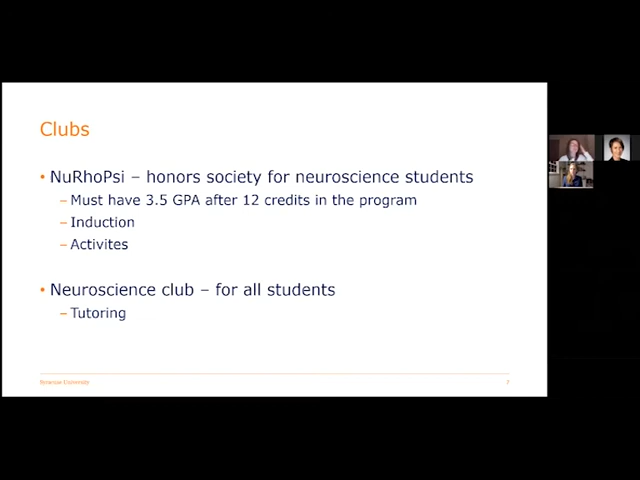 Clubs
• NuRhoPsi – honors society for neuroscience students
– Must have 3.5 GPA after 12 credits in the program
– Induction
– Activites
• Neuroscience club – for all students
– Tutoring
Syracuse University
7